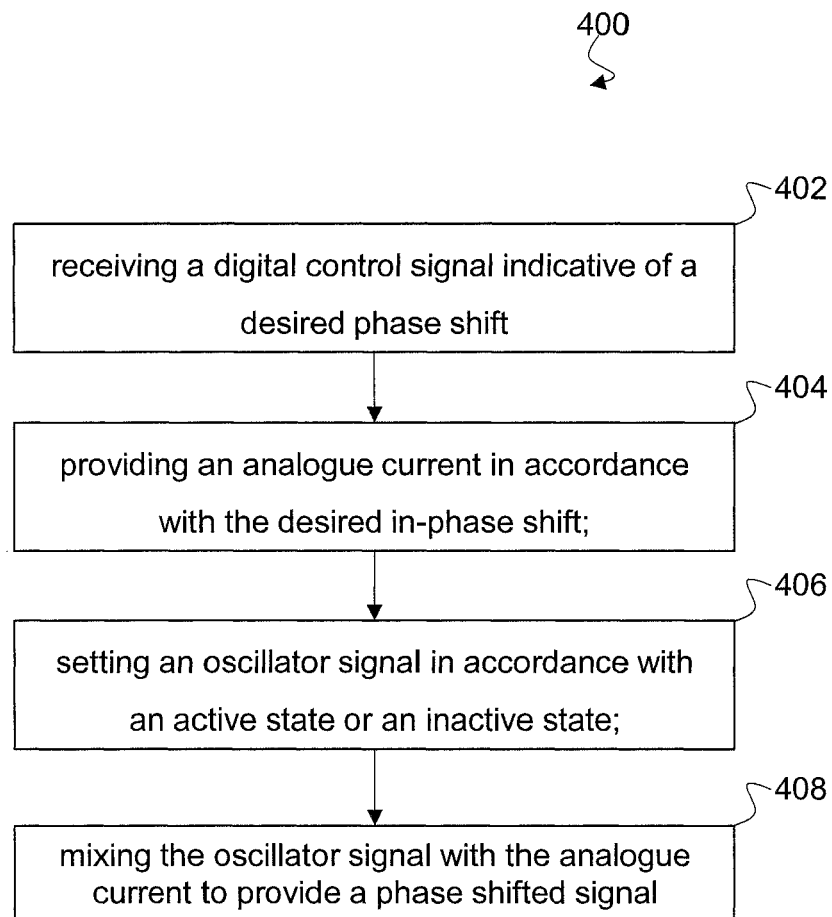 400
402
receiving a digital control signal indicative of a
desired phase shift
404
providing an analogue current in accordance
with the desired in-phase shift;
406
setting an oscillator signal in accordance with
an active state or an inactive state;
408
mixing the oscillator signal with the analogue
current to provide a phase shifted signal